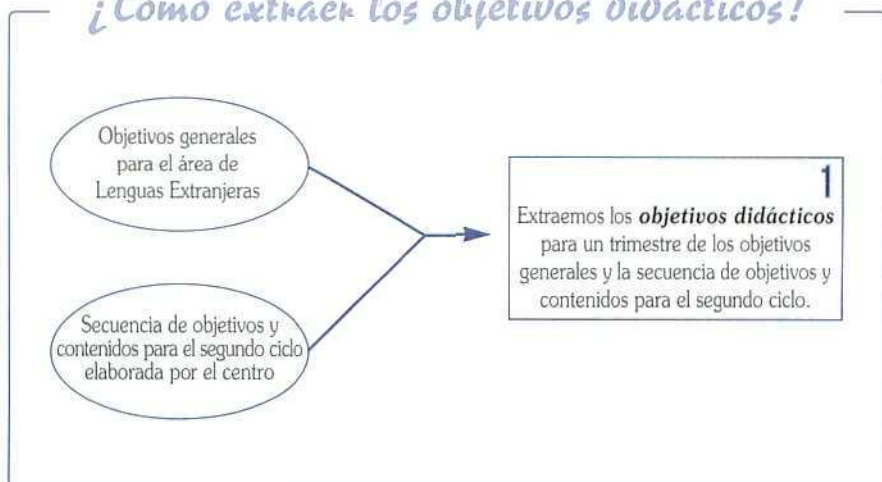 ¿Cómo extraer los objetivos didácticos?
Objetivos generales
para el área de
Lenguas Extranjeras
1
Extraemos los objetivos didácticos
para un trimestre de los objetivos
generales y la secuencia de objetivos y
contenidos para el segundo ciclo.
Secuencia de objetivos y
contenidos para el segundo ciclo
elaborada por el centro